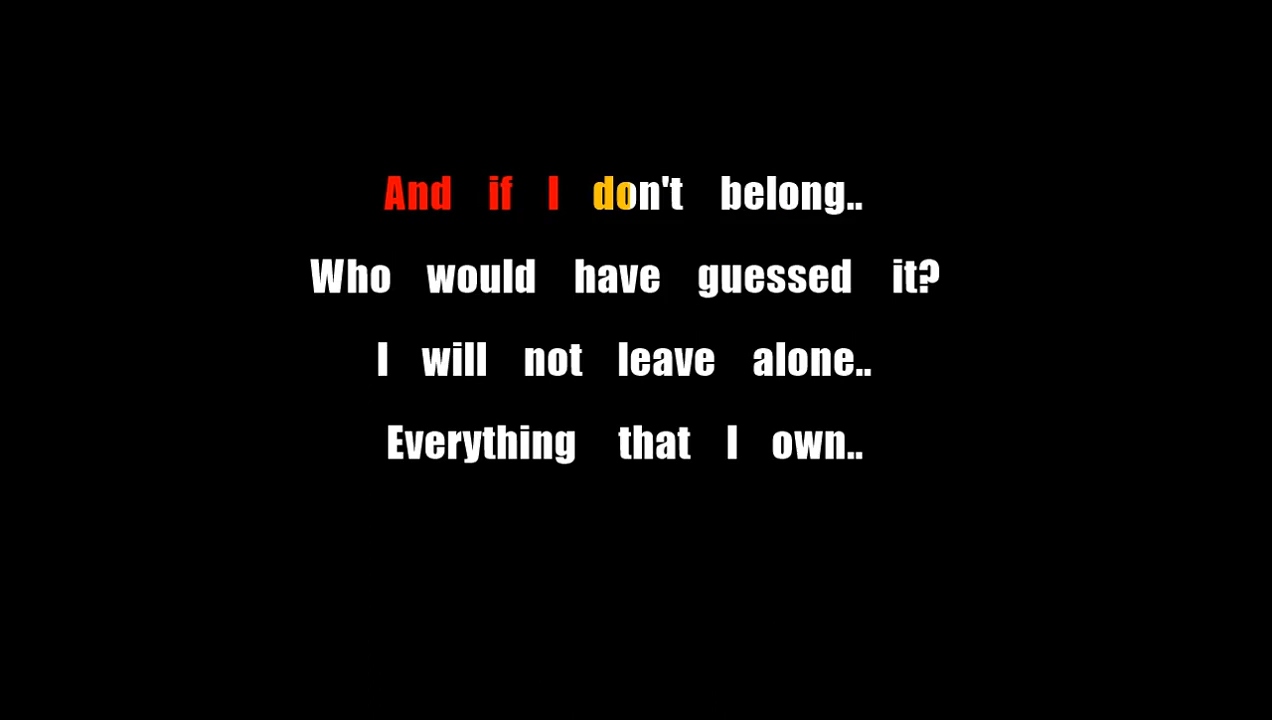 And if I don't belong..
Who would have guessed it?
I will not leave alone..
Everything that I own..